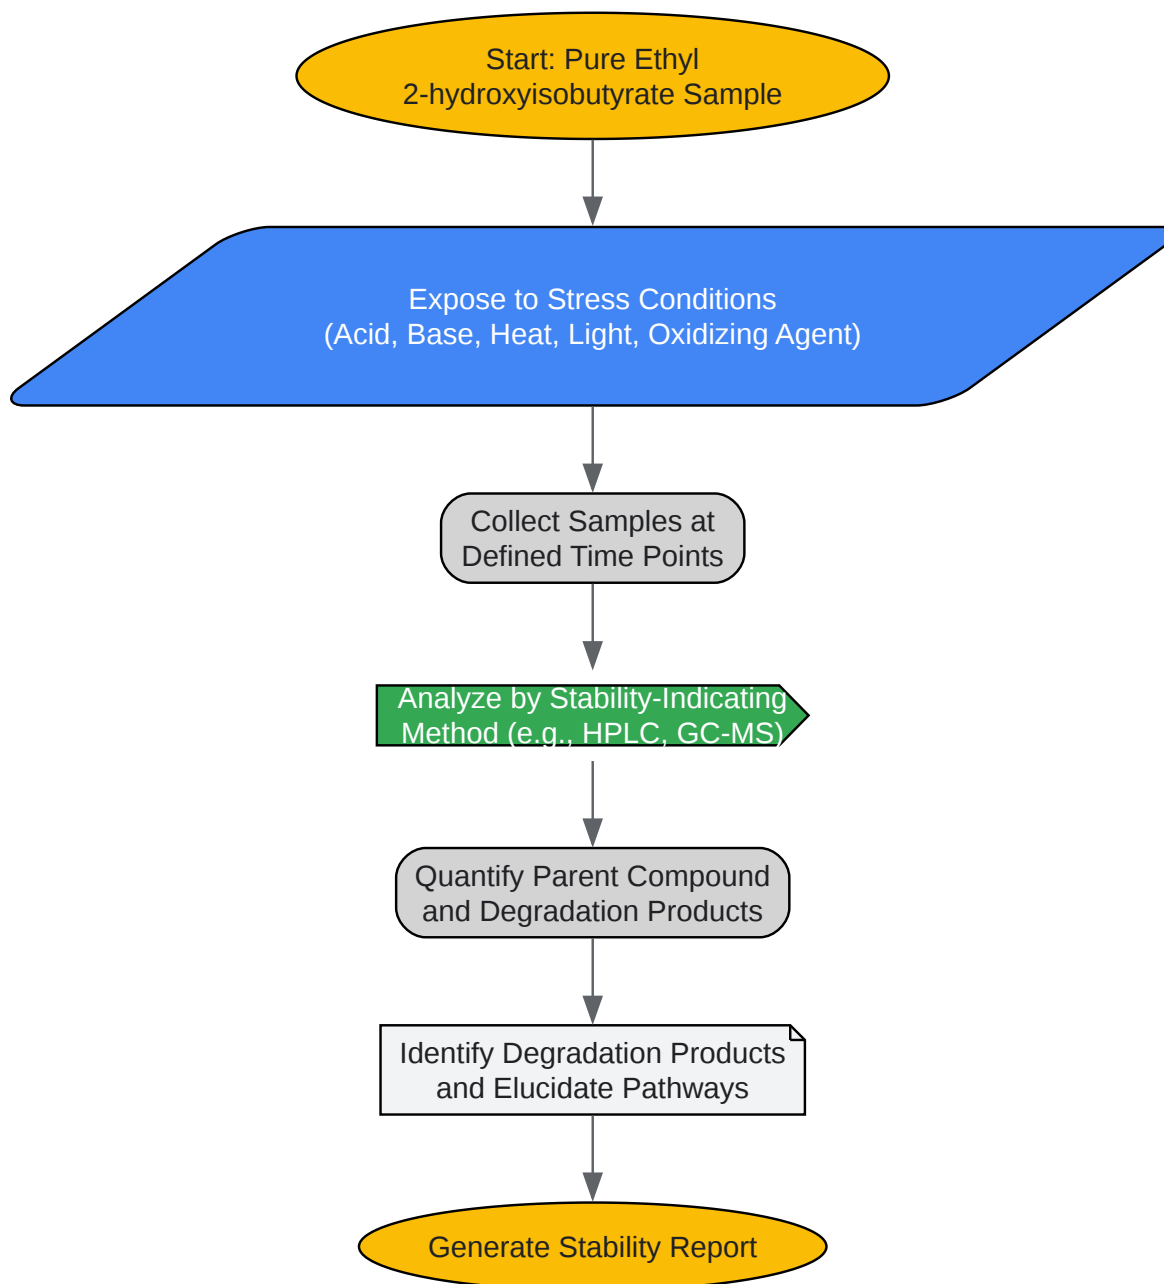 Start: Pure Ethyl
2-hydroxyisobutyrate Sample
Expose to Stress Conditions
(Acid, Base, Heat, Light, Oxidizing Agent)
Collect Samples at
Defined Time Points
Analyze by Stability-Indicating
Method (e.g., HPLC, GC-MS)
Quantify Parent Compound
and Degradation Products
Identify Degradation Products
and Elucidate Pathways
Generate Stability Report